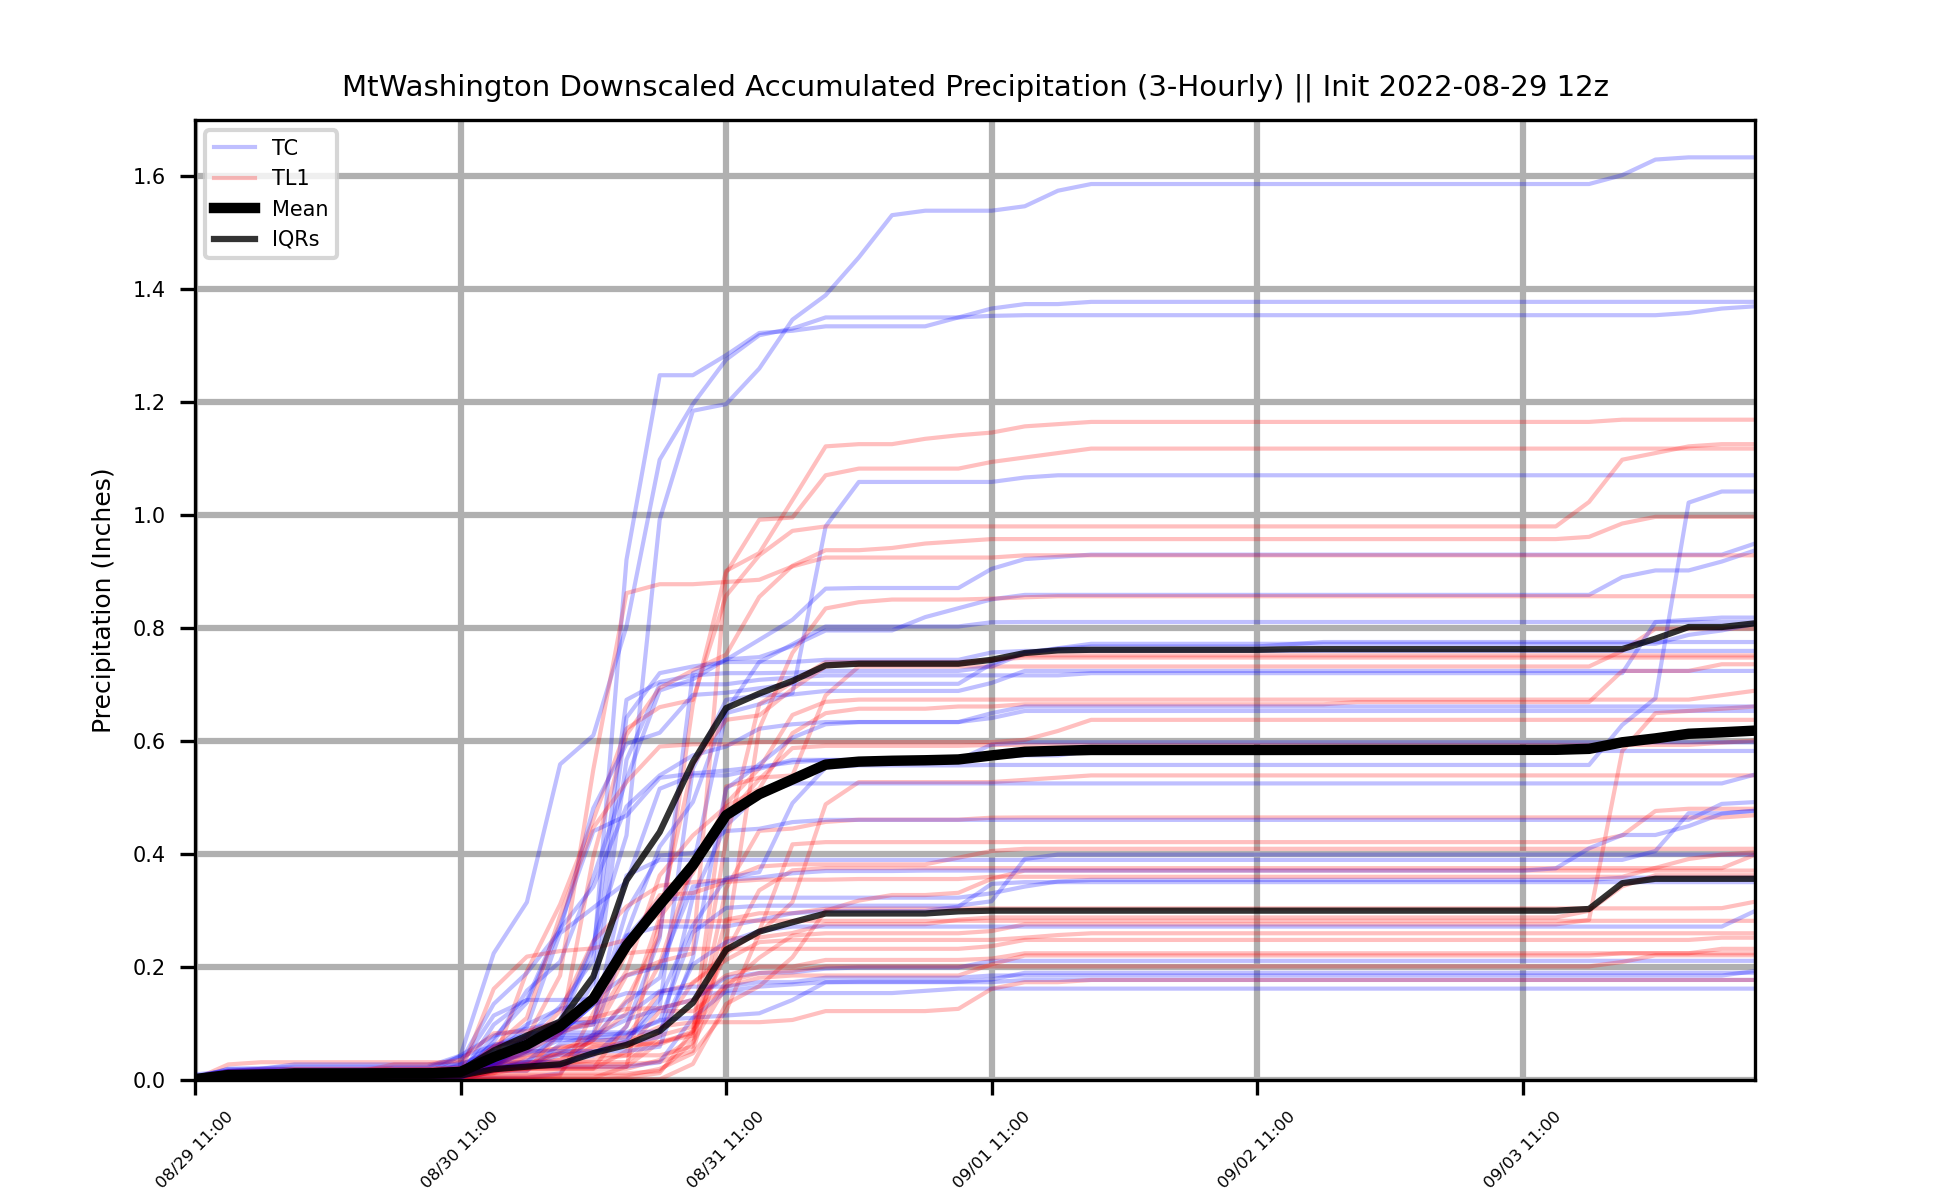 MtWashington Downscaled Accumulated Precipitation (3-Hourly) || Init 2022-08-29 12z
TC
TL1
Mean
IQRs
Precipitation (Inches)
1.6
1.4
1.2
1.0
0.8
0.6
0.4
0.2
0.0
08/29 11:00
08/30 11:00
08/31 11:00
09/01 11:00
09/02 11:00
09/03 11:00